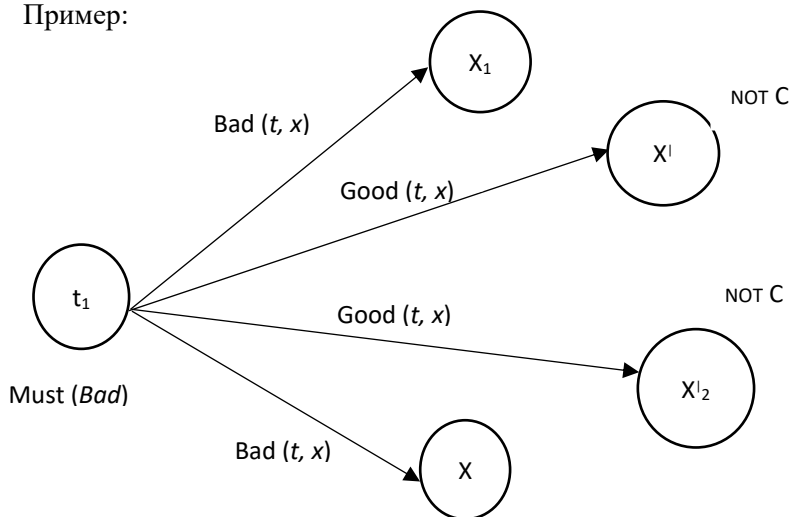 Пример:
X₁
NOT C
Bad (t, x)
X|
Good (t, x)
t₁
NOT C
Good (t, x)
Must (Bad)
X|₂
Bad (t, x)
X